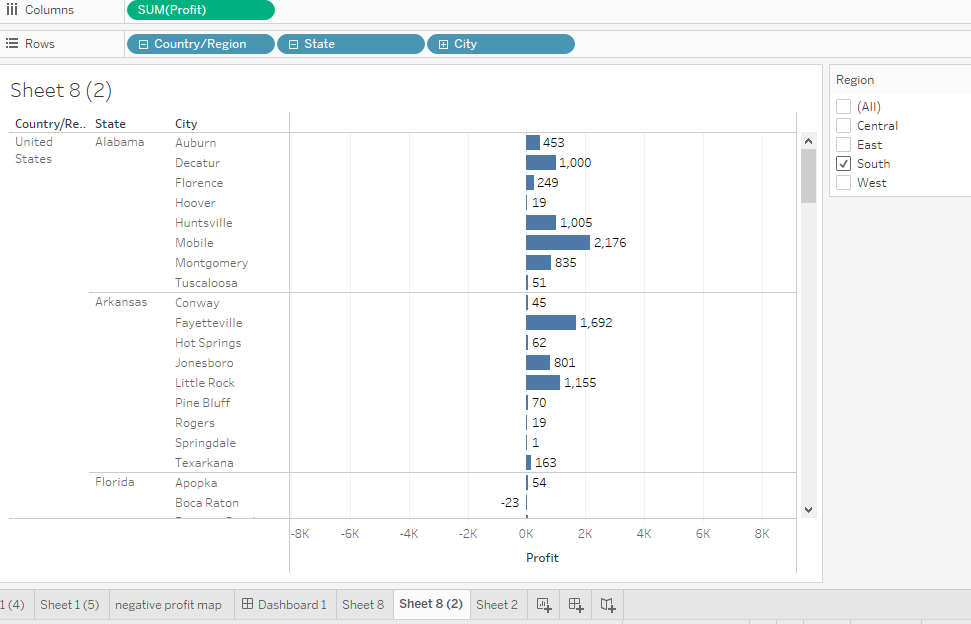 Columns SUM(Profit)
Rows Country/Region State City
Sheet 8 (2)
Country/Re.. State City
United States
Alabama
Auburn 453
Decatur 1,000
Florence 249
Hoover 19
Huntsville 1,005
Mobile 2,176
Montgomery 835
Tuscaloosa 51
Arkansas
Conway 45
Fayetteville 1,692
Hot Springs 62
Jonesboro 801
Little Rock 1,155
Pine Bluff 70
Rogers 19
Springdale 1
Texarkana 163
Florida
Apopka 54
Boca Raton -23
-8K -6K -4K -2K 0K 2K 4K 6K 8K
Profit
Region
(All)
Central
East
South
West
1 (4) Sheet 1 (5) negative profit map Dashboard 1 Sheet 8 Sheet 8 (2) Sheet 2